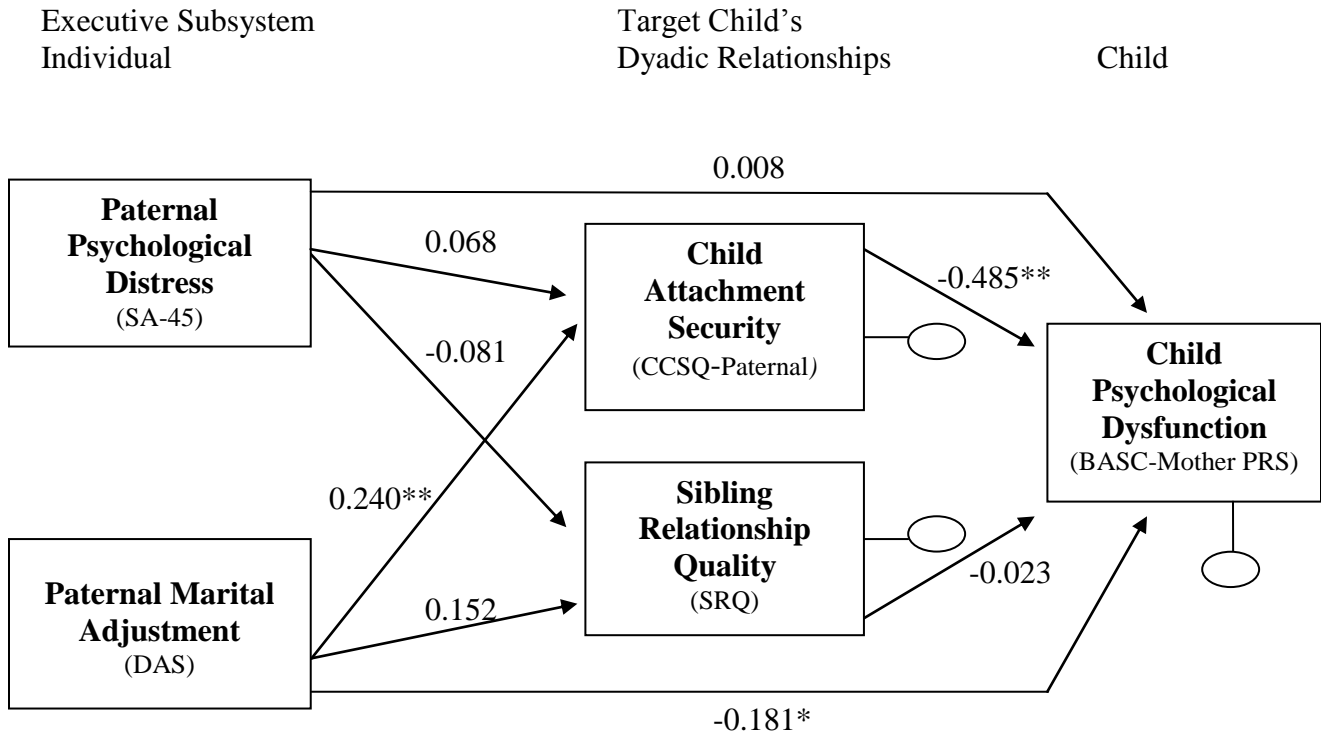 Executive Subsystem
Individual
Target Child’s
Dyadic Relationships
Child
0.008
Paternal
Psychological
Distress
(SA-45)
0.068
-0.081
Child
Attachment
Security
(CCSQ-Paternal)
-0.485**
Child
Psychological
Dysfunction
(BASC-Mother PRS)
0.240**
Sibling
Relationship
Quality
(SRQ)
-0.023
Paternal Marital
Adjustment
(DAS)
0.152
-0.181*